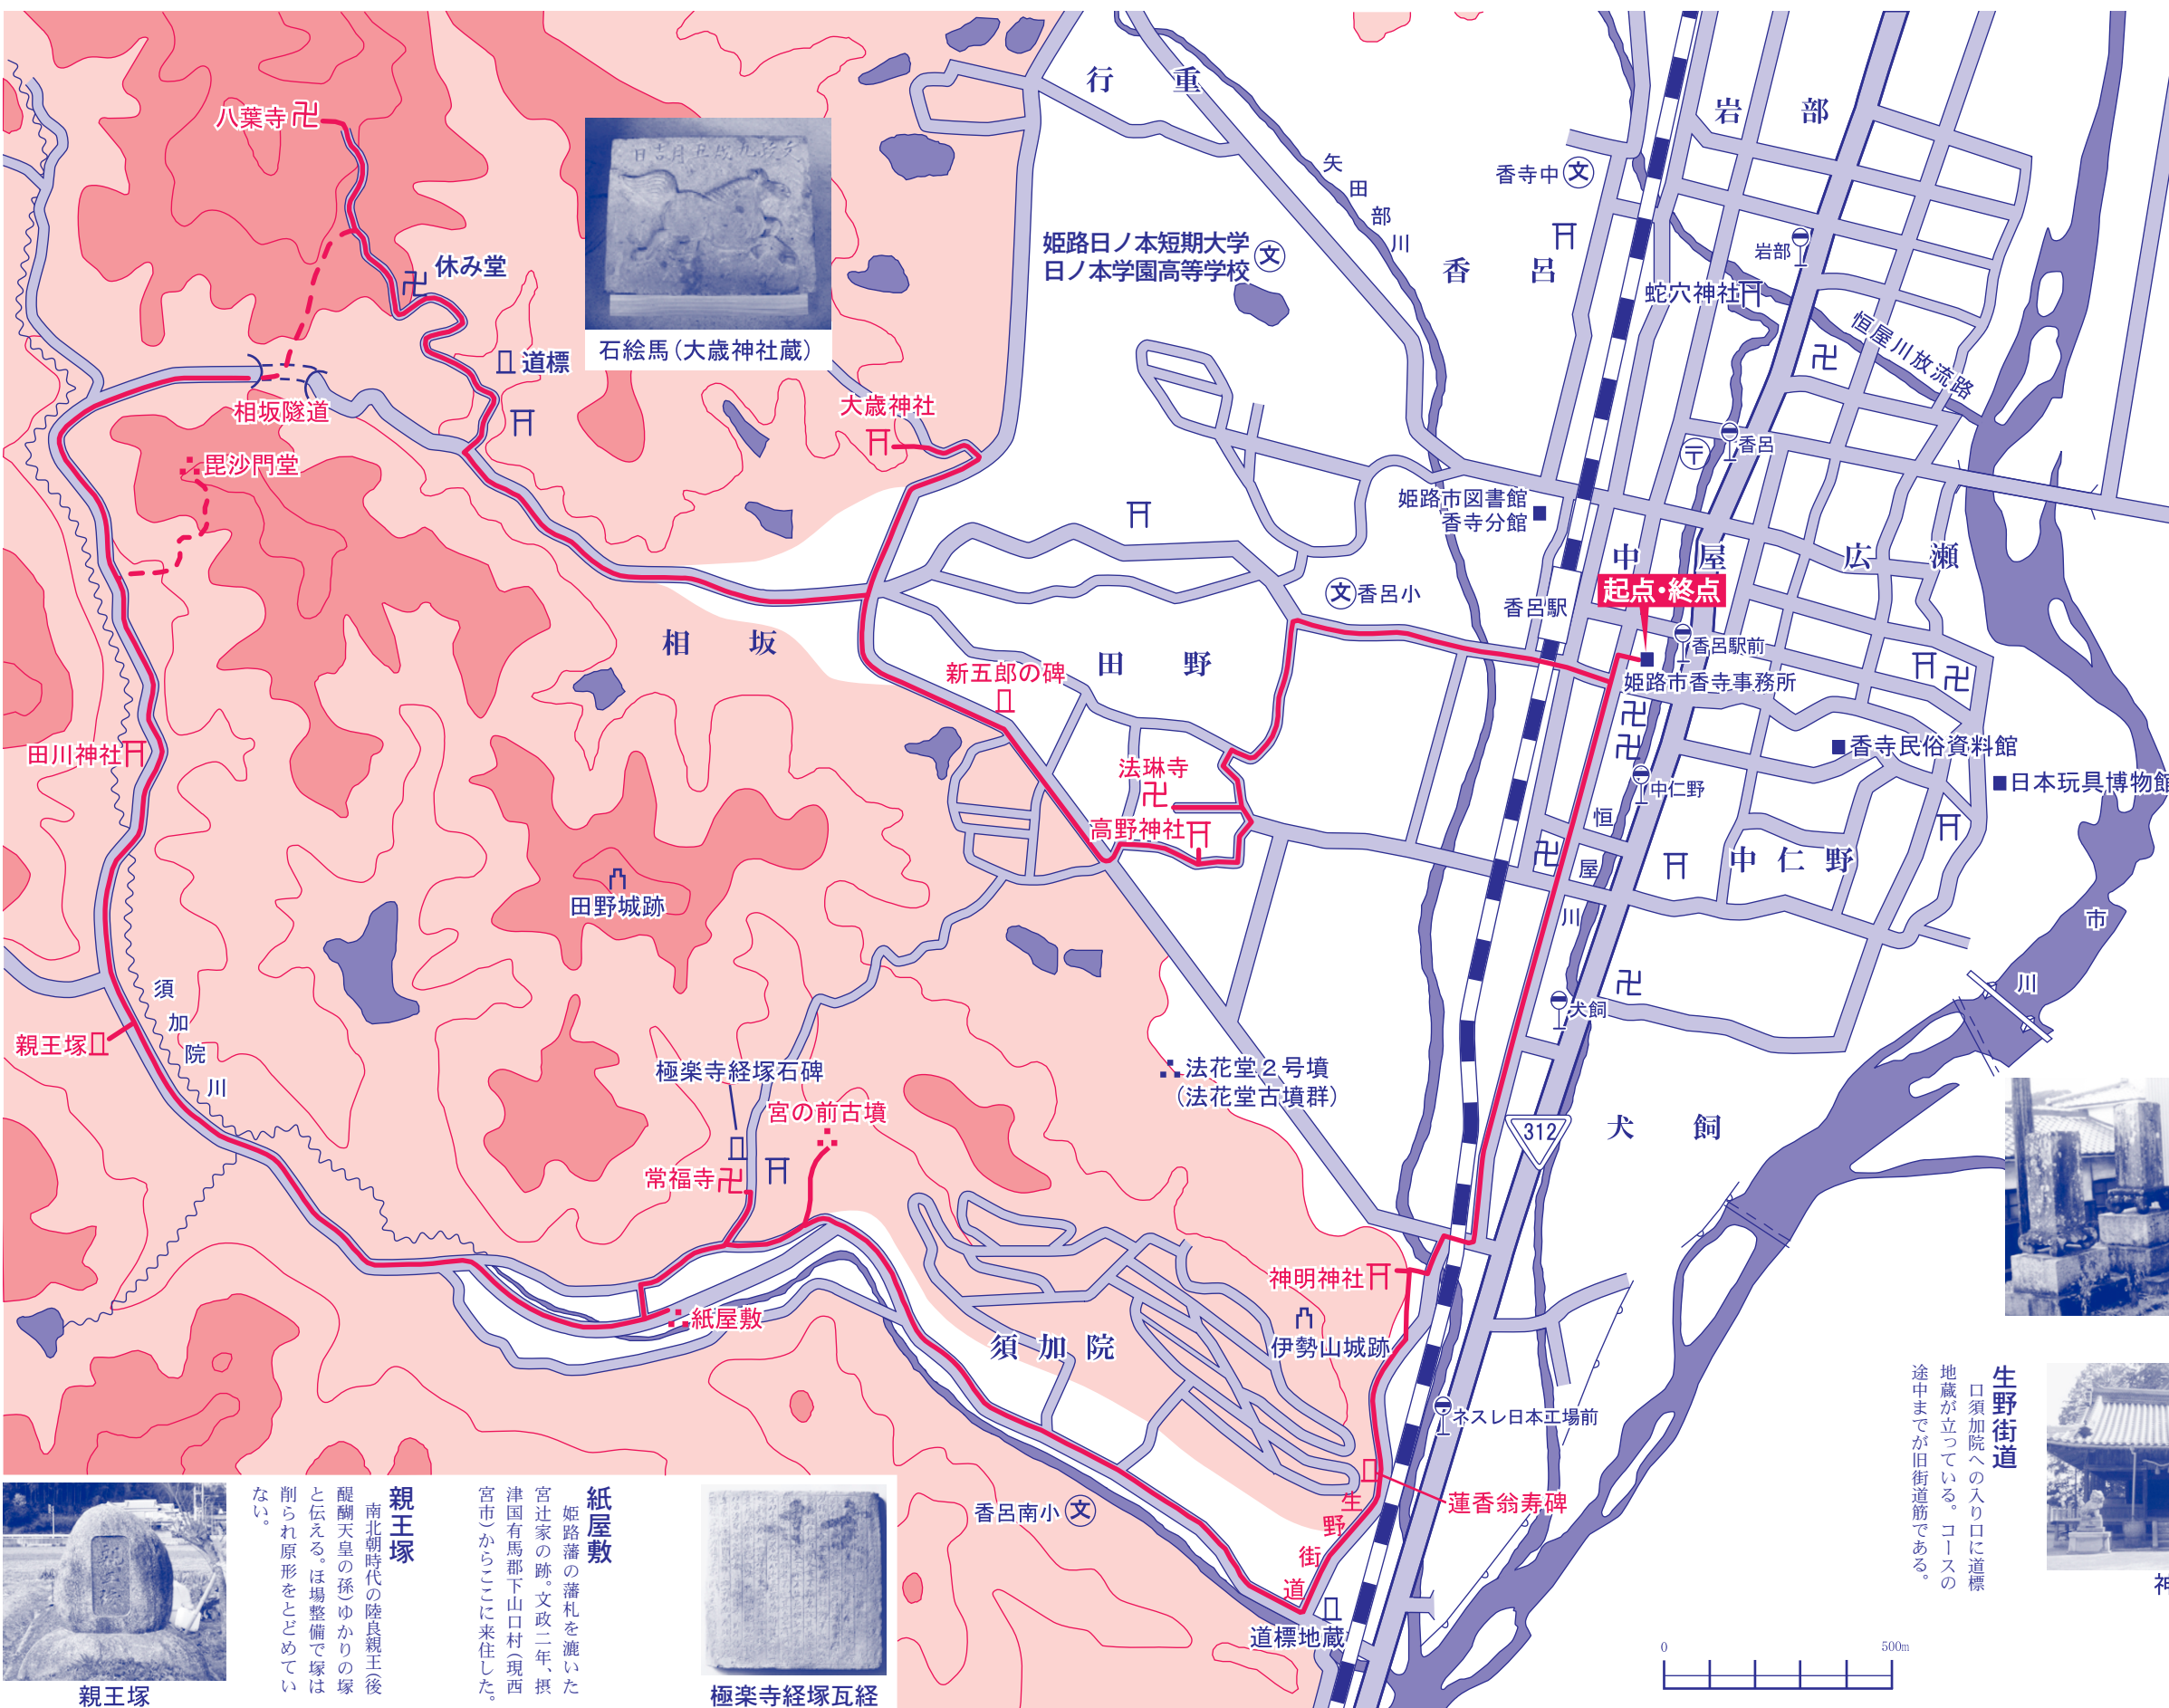 行重
岩部
八葉寺
香寺中
文
矢田部川
姫路日ノ本短期大学
日ノ本学園高等学校
文
香呂
岩部
休み堂
蛇穴神社
恒屋川放流路
道標
石絵馬（大歳神社蔵）
相坂隧道
大歳神社
香呂
毘沙門堂
姫路市図書館
香寺分館
中屋
広瀬
起点・終点
文
香呂小
香呂駅
香呂駅前
相坂
田野
新五郎の碑
姫路市香寺事務所
田川神社
法琳寺
香寺民俗資料館
日本玩具博物館
中仁野
高野神社
恒屋川
中仁野
田野城跡
市川
須加院川
犬飼
親王塚
極楽寺経塚石碑
法花堂２号墳
（法花堂古墳群）
宮の前古墳
312
犬飼
常福寺
神明神社
紙屋敷
須加院
伊勢山城跡
ネスレ日本工場前
生野街道
蓮香翁寿碑
香呂南小
文
道標地蔵
生野街道
口須加院への入り口に道標
地蔵が立っている。コースの
途中までが旧街道筋である。
紙屋敷
姫路藩の藩札を漉いた
宮辻家の跡。文政二年、摂
津国有馬郡下山口村（現西
宮市）からここに来住した。
親王塚
南北朝時代の陸良親王（後
醍醐天皇の孫）ゆかりの塚
と伝える。ほ場整備で塚は
削られ原形をとどめてい
ない。
親王塚
極楽寺経塚瓦経
神
0
500m